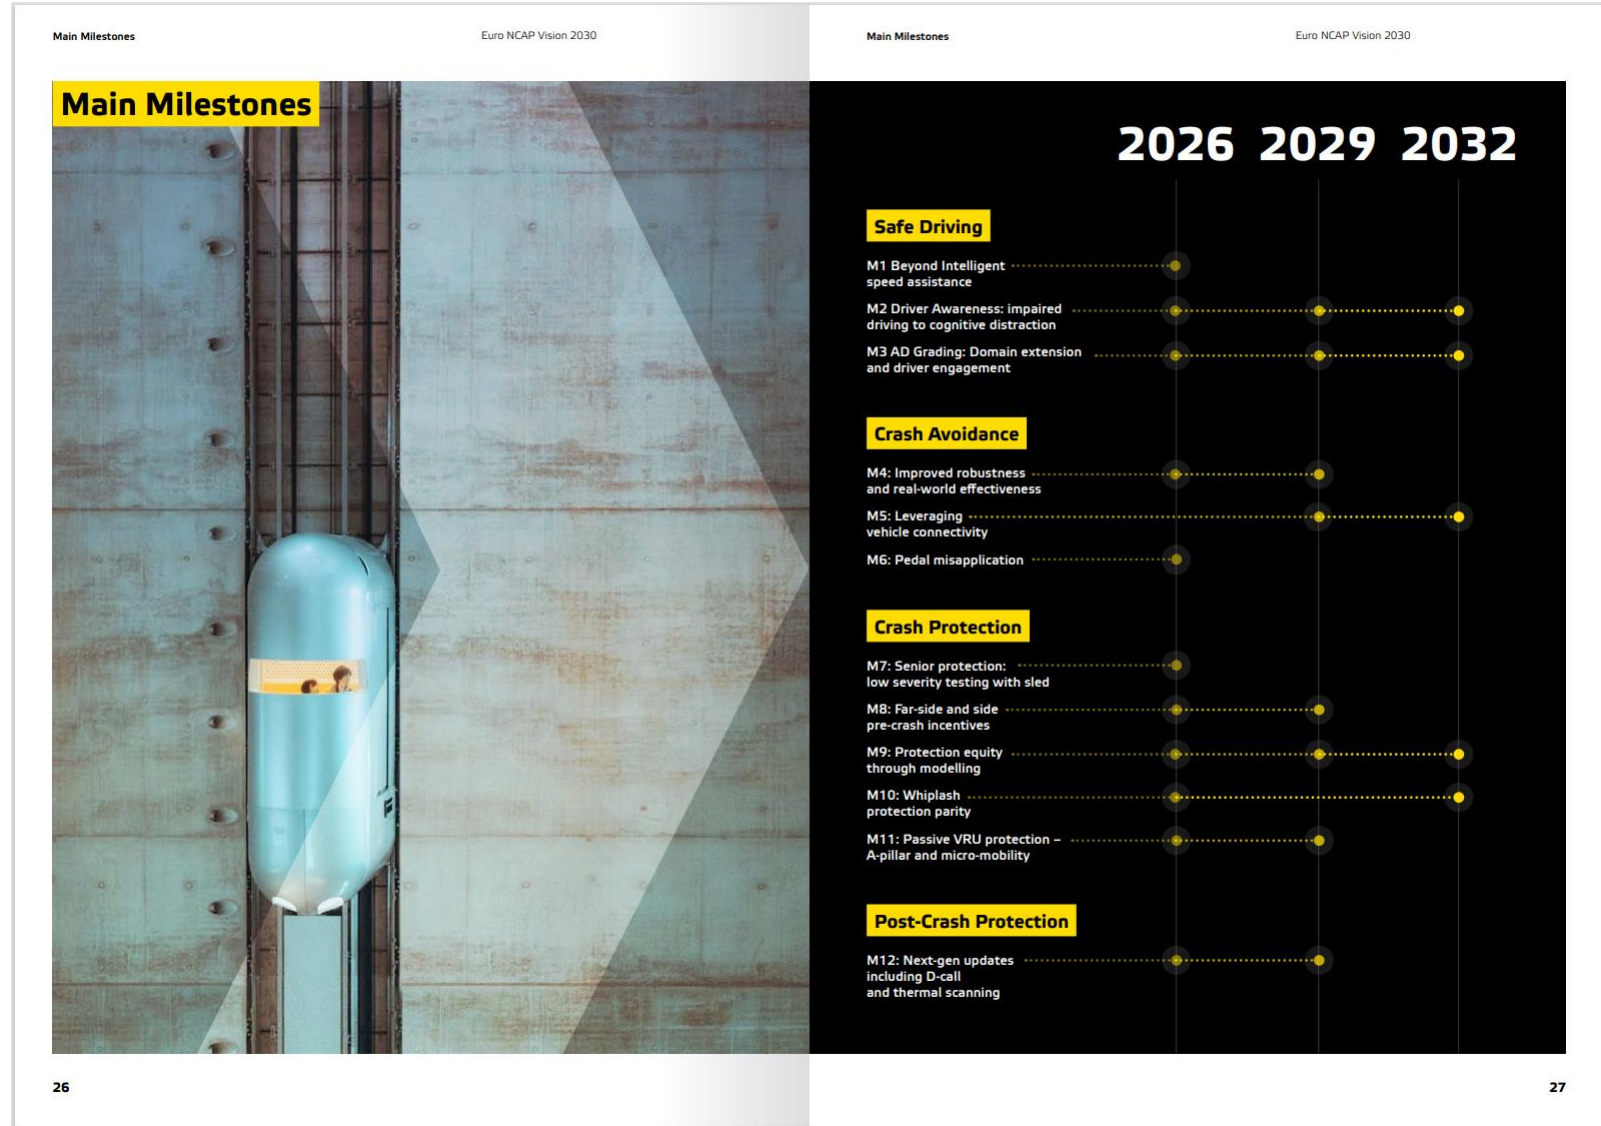 Main Milestones
Euro NCAP Vision 2030
Main Milestones
26
Main Milestones
Euro NCAP Vision 2030
2026 2029 2032
Safe Driving
M1 Beyond Intelligent
speed assistance
M2 Driver Awareness: impaired
driving to cognitive distraction
M3 AD Grading: Domain extension
and driver engagement
Crash Avoidance
M4: Improved robustness
and real-world effectiveness
M5: Leveraging
vehicle connectivity
M6: Pedal misapplication
Crash Protection
M7: Senior protection:
low severity testing with sled
M8: Far-side and side
pre-crash incentives
M9: Protection equity
through modelling
M10: Whiplash
protection parity
M11: Passive VRU protection –
A-pillar and micro-mobility
Post-Crash Protection
M12: Next-gen updates
including D-call
and thermal scanning
27